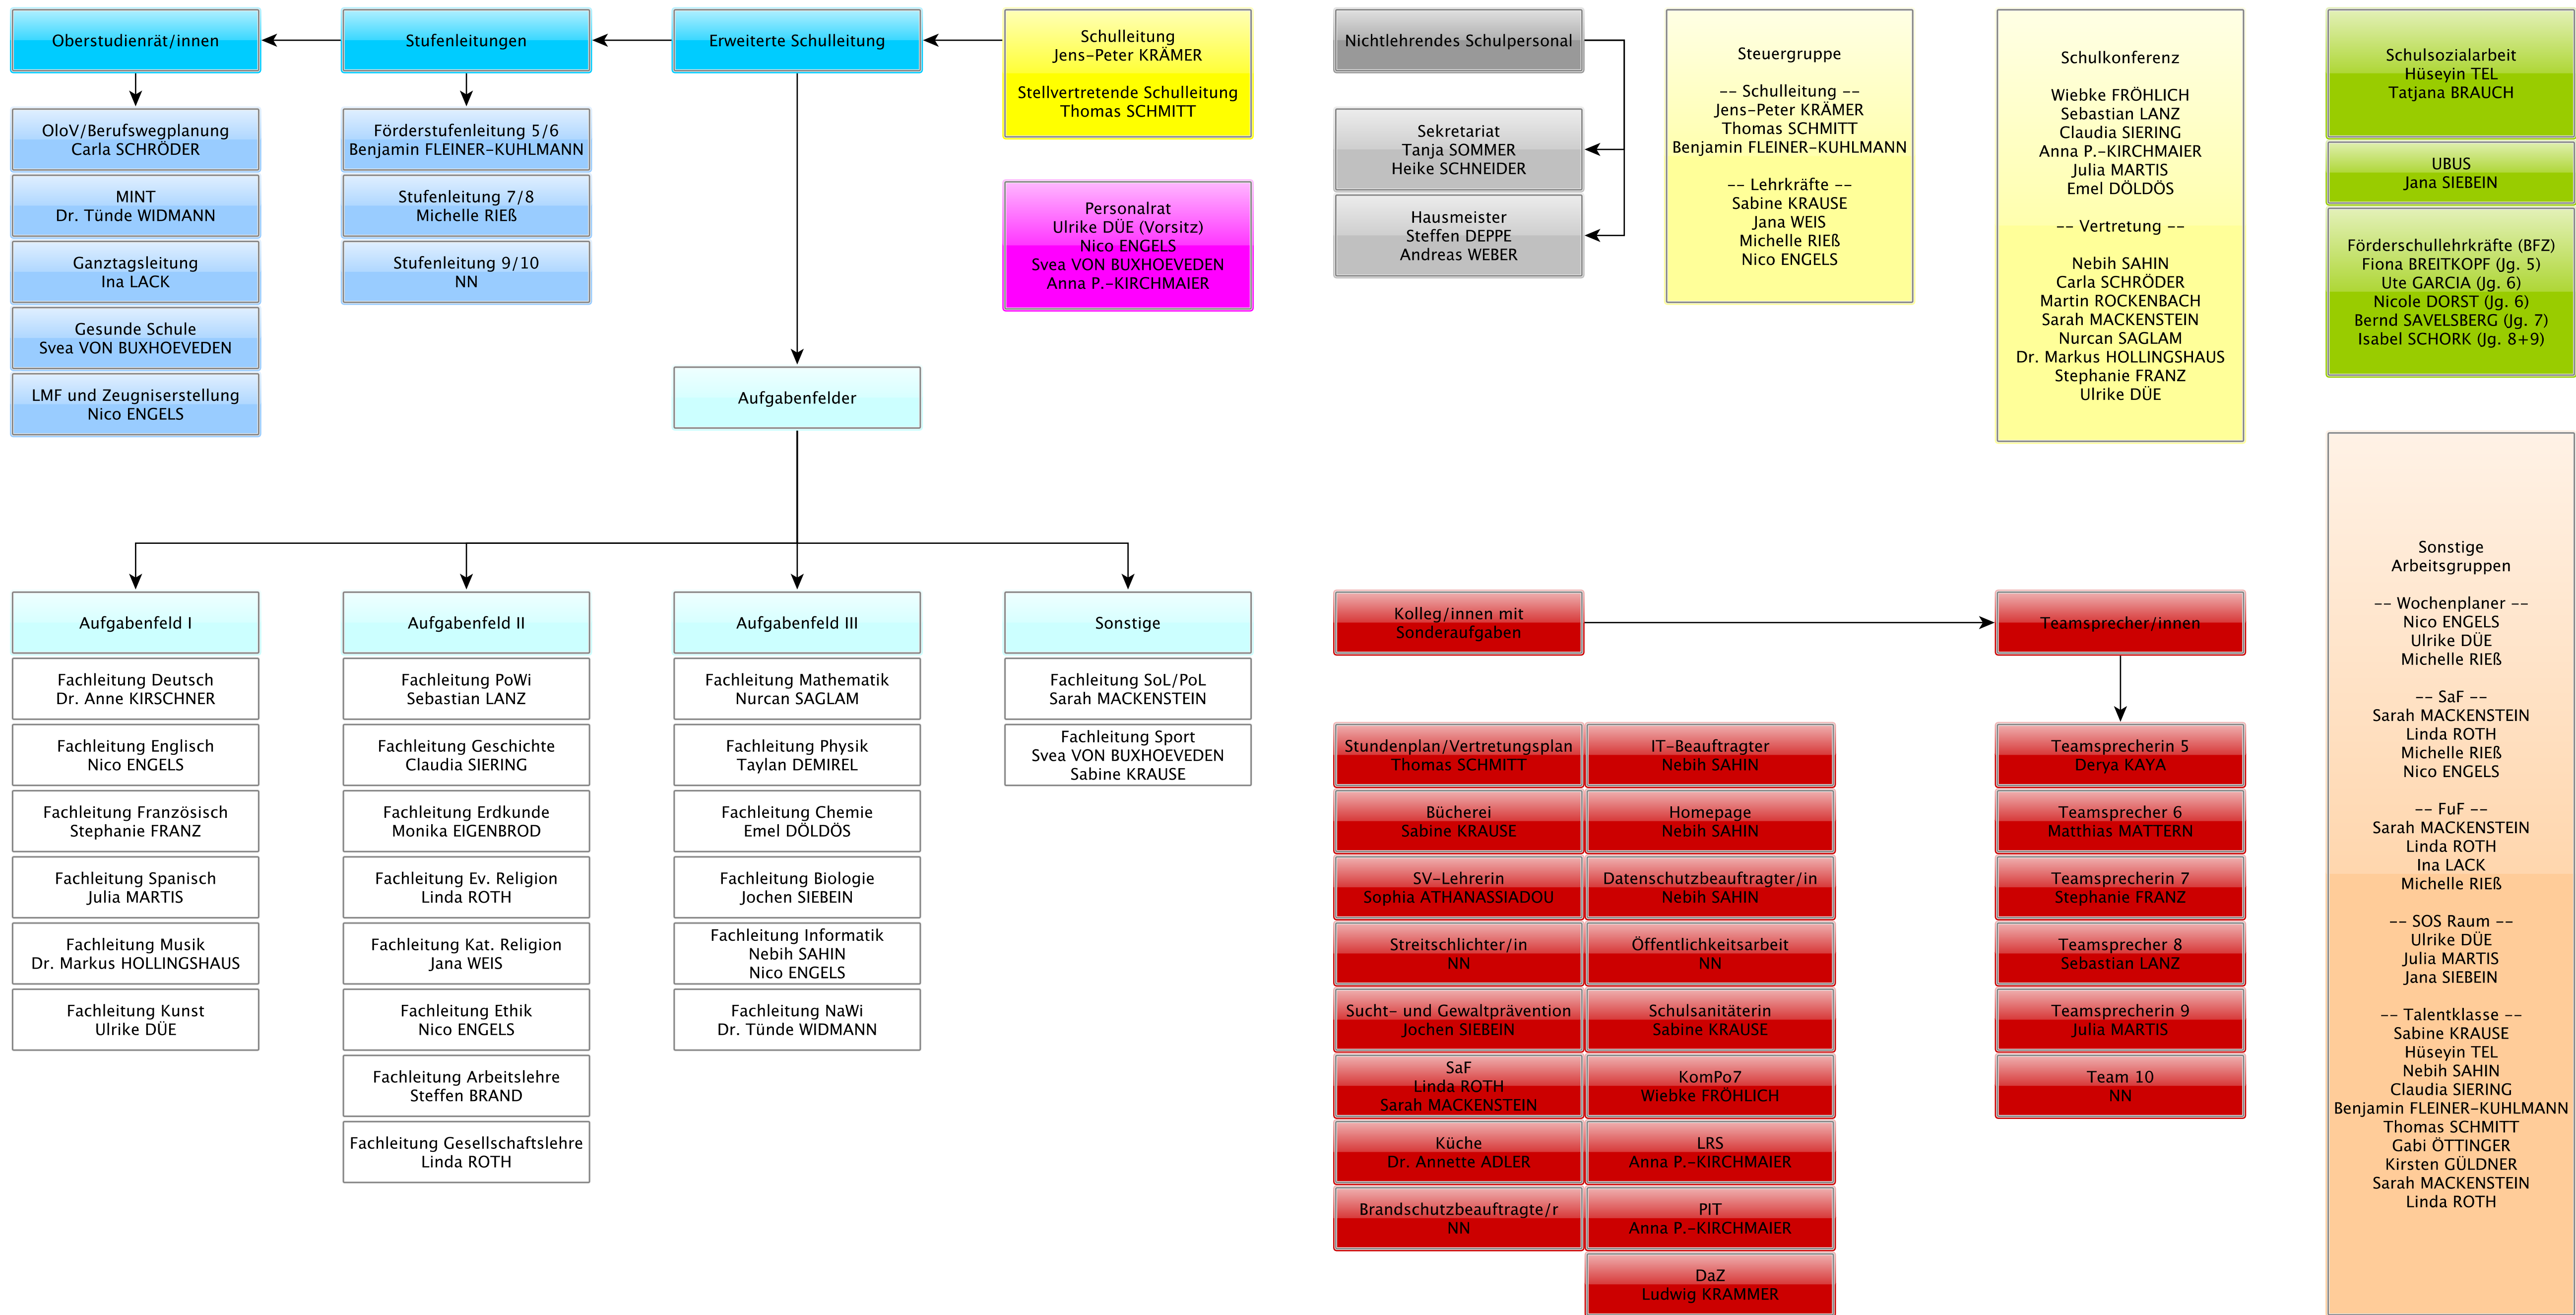 Oberstudienrät/innen
Stufenleitungen
Erweiterte Schulleitung
Schulleitung
Jens-Peter KRÄMER
Stellvertretende Schulleitung
Thomas SCHMITT
OloV/Berufswegplanung
Carla SCHRÖDER
MINT
Dr. Tünde WIDMANN
Ganztagsleitung
Ina LACK
Gesunde Schule
Svea VON BUXHOEVEDEN
LMF und Zeugniserstellung
Nico ENGELS
Förderstufenleitung 5/6
Benjamin FLEINER-KUHLMANN
Stufenleitung 7/8
Michelle RIEß
Stufenleitung 9/10
NN
Personalrat
Ulrike DÜE (Vorsitz)
Nico ENGELS
Svea VON BUXHOEVEDEN
Anna P.-KIRCHMAIER
Nichtlehrendes Schulpersonal
Sekretariat
Tanja SOMMER
Heike SCHNEIDER
Hausmeister
Steffen DEPPE
Andreas WEBER
Steuergruppe
-- Schulleitung --
Jens-Peter KRÄMER
Thomas SCHMITT
Benjamin FLEINER-KUHLMANN
-- Lehrkräfte --
Sabine KRAUSE
Jana WEIS
Michelle RIEß
Nico ENGELS
Schulkonferenz
Wiebke FRÖHLICH
Sebastian LANZ
Claudia SIERING
Anna P.-KIRCHMAIER
Julia MARTIS
Emel DÖLDÖS
-- Vertretung --
Nebih SAHIN
Carla SCHRÖDER
Martin ROCKENBACH
Sarah MACKENSTEIN
Nurcan SAGLAM
Dr. Markus HOLLINGSHAUS
Stephanie FRANZ
Ulrike DÜE
Schulsozialarbeit
Hüseyin TEL
Tatjana BRAUCH
UBUS
Jana SIEBEIN
Förderschullehrkräfte (BFZ)
Fiona BREITKOPF (Jg. 5)
Ute GARCIA (Jg. 6)
Nicole DORST (Jg. 6)
Bernd SAVELSBERG (Jg. 7)
Isabel SCHORK (Jg. 8+9)
Aufgabenfelder
Aufgabenfeld I
Fachleitung Deutsch
Dr. Anne KIRSCHNER
Fachleitung Englisch
Nico ENGELS
Fachleitung Französisch
Stephanie FRANZ
Fachleitung Spanisch
Julia MARTIS
Fachleitung Musik
Dr. Markus HOLLINGSHAUS
Fachleitung Kunst
Ulrike DÜE
Aufgabenfeld II
Fachleitung PoWi
Sebastian LANZ
Fachleitung Geschichte
Claudia SIERING
Fachleitung Erdkunde
Monika EIGENBROD
Fachleitung Ev. Religion
Linda ROTH
Fachleitung Kat. Religion
Jana WEIS
Fachleitung Ethik
Nico ENGELS
Fachleitung Arbeitslehre
Steffen BRAND
Fachleitung Gesellschaftslehre
Linda ROTH
Aufgabenfeld III
Fachleitung Mathematik
Nurcan SAGLAM
Fachleitung Physik
Taylan DEMIREL
Fachleitung Chemie
Emel DÖLDÖS
Fachleitung Biologie
Jochen SIEBEIN
Fachleitung Informatik
Nebih SAHIN
Nico ENGELS
Fachleitung NaWi
Dr. Tünde WIDMANN
Sonstige
Fachleitung SoL/PoL
Sarah MACKENSTEIN
Fachleitung Sport
Svea VON BUXHOEVEDEN
Sabine KRAUSE
Kolleg/innen mit
Sonderaufgaben
Stundenplan/Vertretungsplan
Thomas SCHMITT
Bücherei
Sabine KRAUSE
SV-Lehrerin
Sophia ATHANASSIADOU
Streitschlichter/in
NN
Sucht- und Gewaltprävention
Jochen SIEBEIN
SaF
Linda ROTH
Sarah MACKENSTEIN
Küche
Dr. Annette ADLER
Brandschutzbeauftragte/r
NN
IT-Beauftragter
Nebih SAHIN
Homepage
Nebih SAHIN
Datenschutzbeauftragter/in
Nebih SAHIN
Öffentlichkeitsarbeit
NN
Schulsanitäterin
Sabine KRAUSE
KomPo7
Wiebke FRÖHLICH
LRS
Anna P.-KIRCHMAIER
PIT
Anna P.-KIRCHMAIER
DaZ
Ludwig KRAMMER
Teamsprecher/innen
Teamsprecherin 5
Derya KAYA
Teamsprecher 6
Matthias MATTERN
Teamsprecherin 7
Stephanie FRANZ
Teamsprecher 8
Sebastian LANZ
Teamsprecherin 9
Julia MARTIS
Team 10
NN
Sonstige
Arbeitsgruppen
-- Wochenplaner --
Nico ENGELS
Ulrike DÜE
Michelle RIEß
-- SaF --
Sarah MACKENSTEIN
Linda ROTH
Michelle RIEß
Nico ENGELS
-- FuF --
Sarah MACKENSTEIN
Linda ROTH
Ina LACK
Michelle RIEß
-- SOS Raum --
Ulrike DÜE
Julia MARTIS
Jana SIEBEIN
-- Talentklasse --
Sabine KRAUSE
Hüseyin TEL
Nebih SAHIN
Claudia SIERING
Benjamin FLEINER-KUHLMANN
Thomas SCHMITT
Gabi ÖTTINGER
Kirsten GÜLDNER
Sarah MACKENSTEIN
Linda ROTH